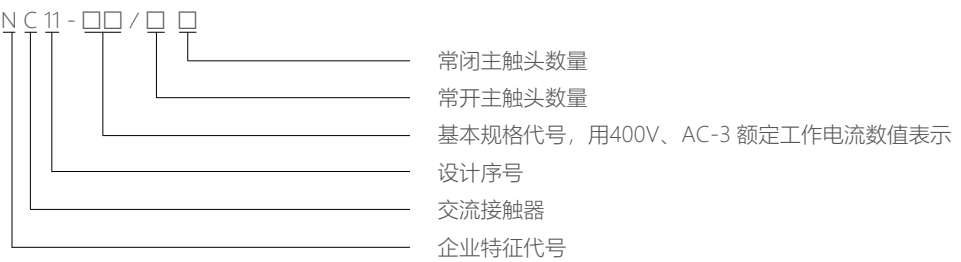 NC11-□□/□ □
常闭主触头数量
常开主触头数量
基本规格代号，用400V、AC-3 额定工作电流数值表示
设计序号
交流接触器
企业特征代号